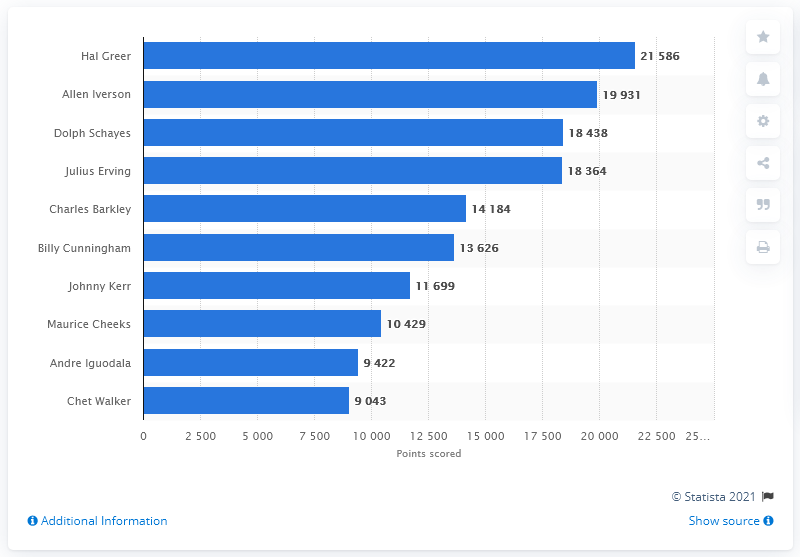 Hal Greer 21 586
Allen Iverson 19 931
Dolph Schayes 18 438
Julius Erving 18 364
Charles Barkley 14 184
Billy Cunningham 13 626
Johnny Kerr 11 699
Maurice Cheeks 10 429
Andre Iguodala 9 422
Chet Walker 9 043
0 2 500 5 000 7 500 10 000 12 500 15 000 17 500 20 000 22 500 25...
Points scored
© Statista 2021
Additional Information Show source